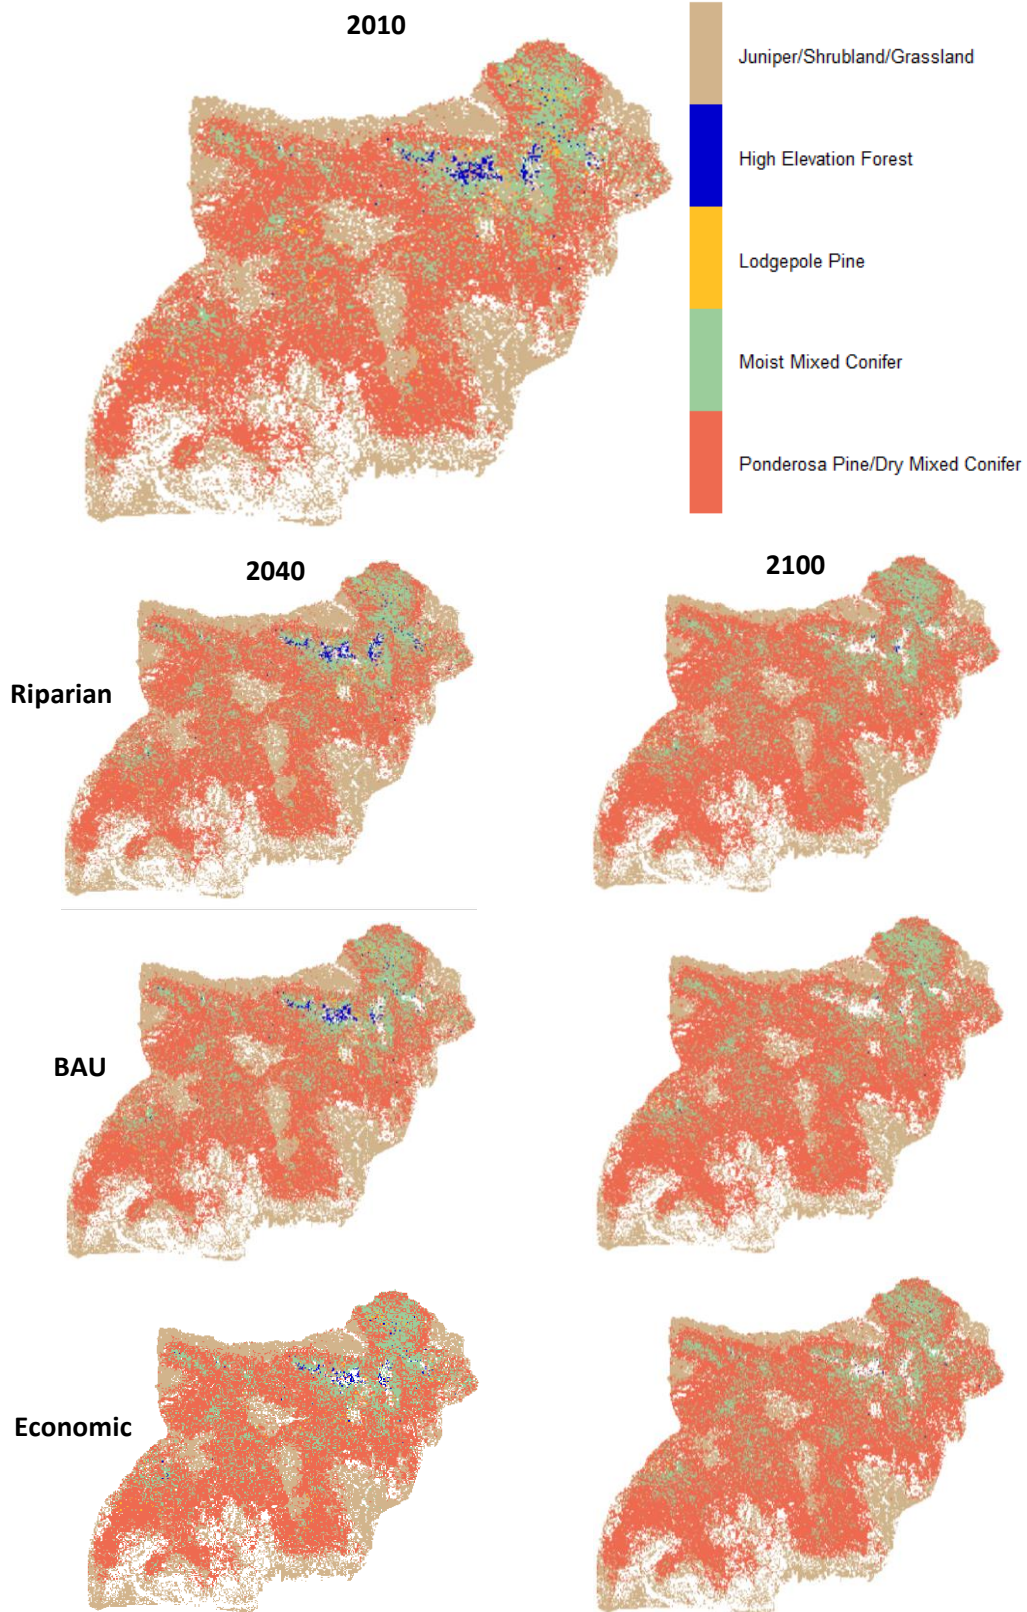 2010
Juniper/Shrubland/Grassland
High Elevation Forest
Lodgepole Pine
Moist Mixed Conifer
Ponderosa Pine/Dry Mixed Conifer
2040
2100
Riparian
BAU
Economic